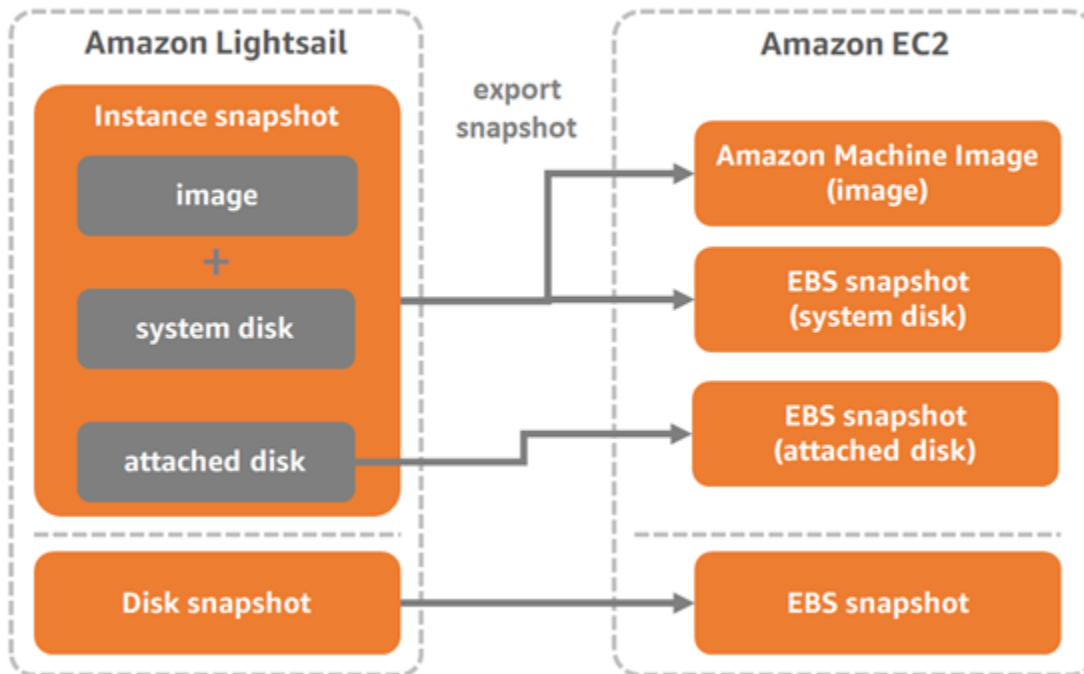 Amazon Lightsail
Instance snapshot
image
+
system disk
attached disk
Disk snapshot
export
snapshot
Amazon EC2
Amazon Machine Image
(image)
EBS snapshot
(system disk)
EBS snapshot
(attached disk)
EBS snapshot